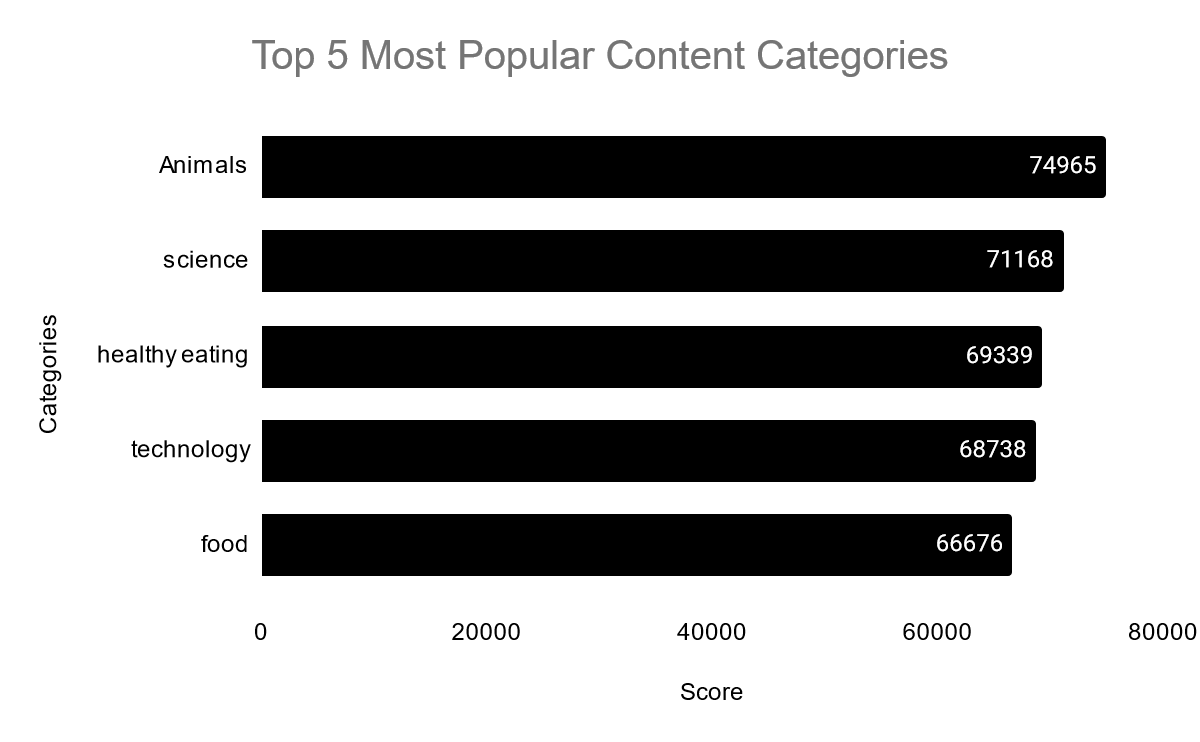 Top 5 Most Popular Content Categories
Categories
Animals
74965
science
71168
healthy eating
69339
technology
68738
food
66676
0 20000 40000 60000 80000
Score